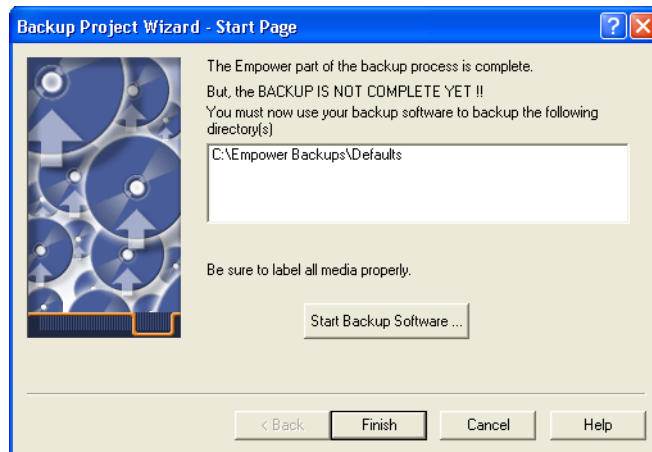 Backup Project Wizard - Start Page
The Empower part of the backup process is complete.
But, the BACKUP IS NOT COMPLETE YET !!
You must now use your backup software to backup the following
directory(s)
C:\Empower Backups\Defaults
Be sure to label all media properly.
Start Backup Software ...
< Back
Finish
Cancel
Help